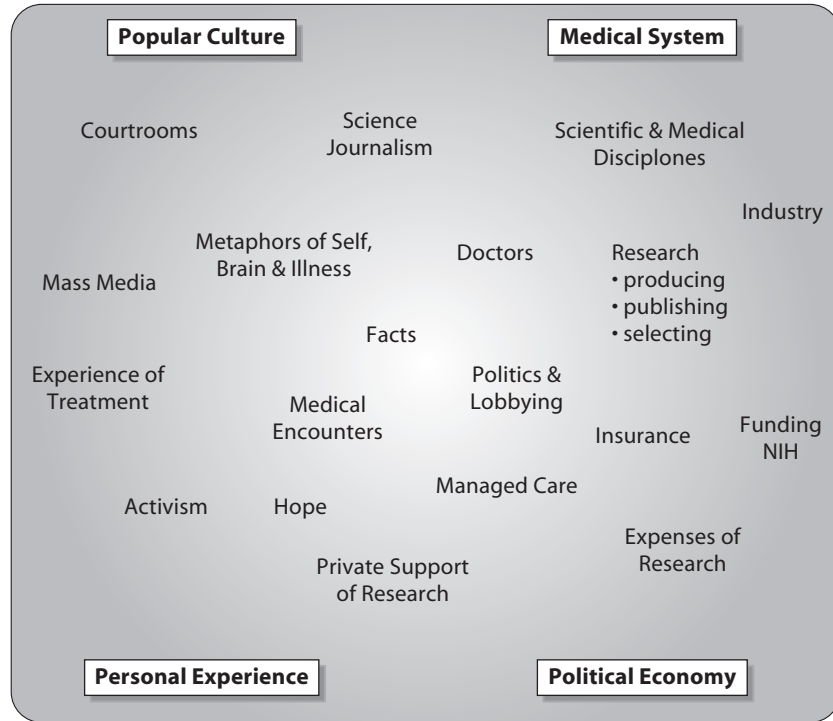 Popular Culture
Medical System
Courtrooms
Science
Journalism
Scientific & Medical
Disciplones
Industry
Metaphors of Self,
Brain & Illness
Doctors
Research
• producing
• publishing
• selecting
Mass Media
Facts
Experience of
Treatment
Politics &
Lobbying
Medical
Encounters
Insurance
Funding
NIH
Managed Care
Activism
Hope
Expenses of
Research
Private Support
of Research
Personal Experience
Political Economy